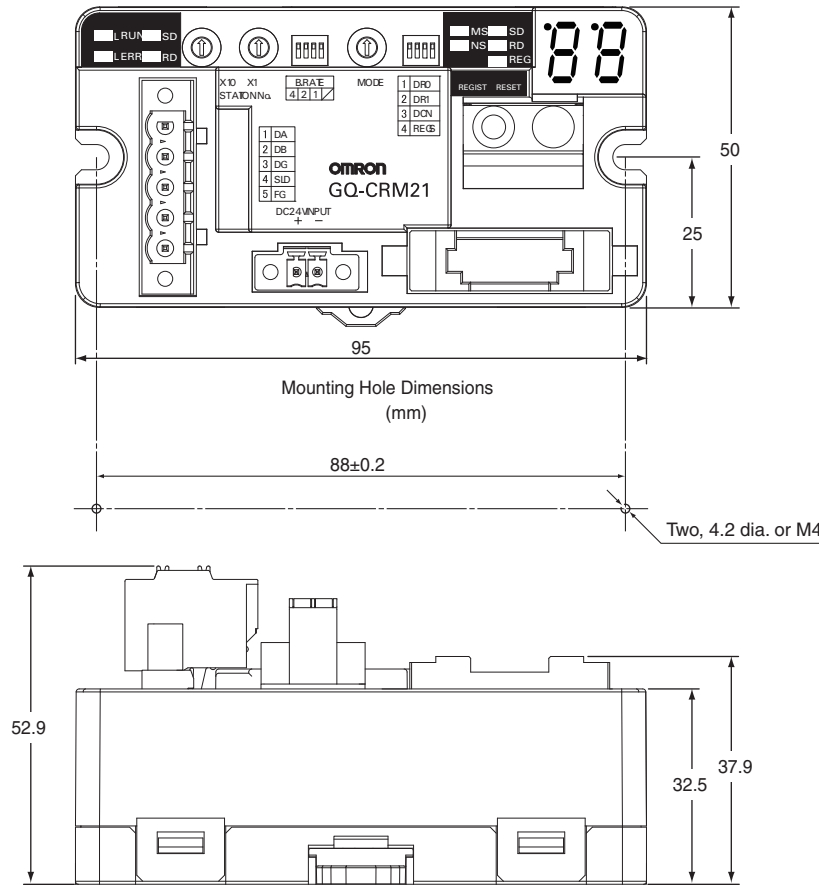 L RUN SD
L ERR RD
MS SD
NS RD
REG
88
X10 X1
STATION No.
B.RATE
4 2 1
MODE
1 DR0
2 DR1
3 DCN
4 REGS
REGIST RESET
1 DA
2 DB
3 DG
4 SLD
5 FG
OMRON
GQ-CRM21
DC24V INPUT
+ −
50
25
95
Mounting Hole Dimensions
(mm)
88±0.2
Two, 4.2 dia. or M4
52.9
32.5
37.9